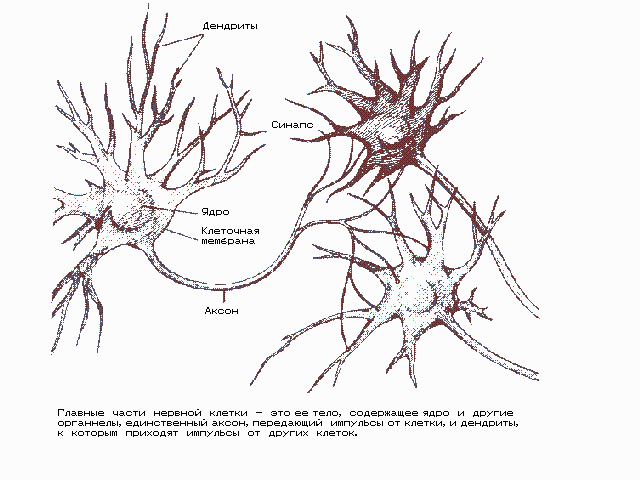 Дендриты
Синапс
Ядро
Клеточная
мембрана
Аксон
Главные части нервной клетки - это ее тело, содержащее ядро и другие
органнелы, единственный аксон, передающий импульсы от клетки, и дендриты,
к которым приходят импульсы от других клеток.